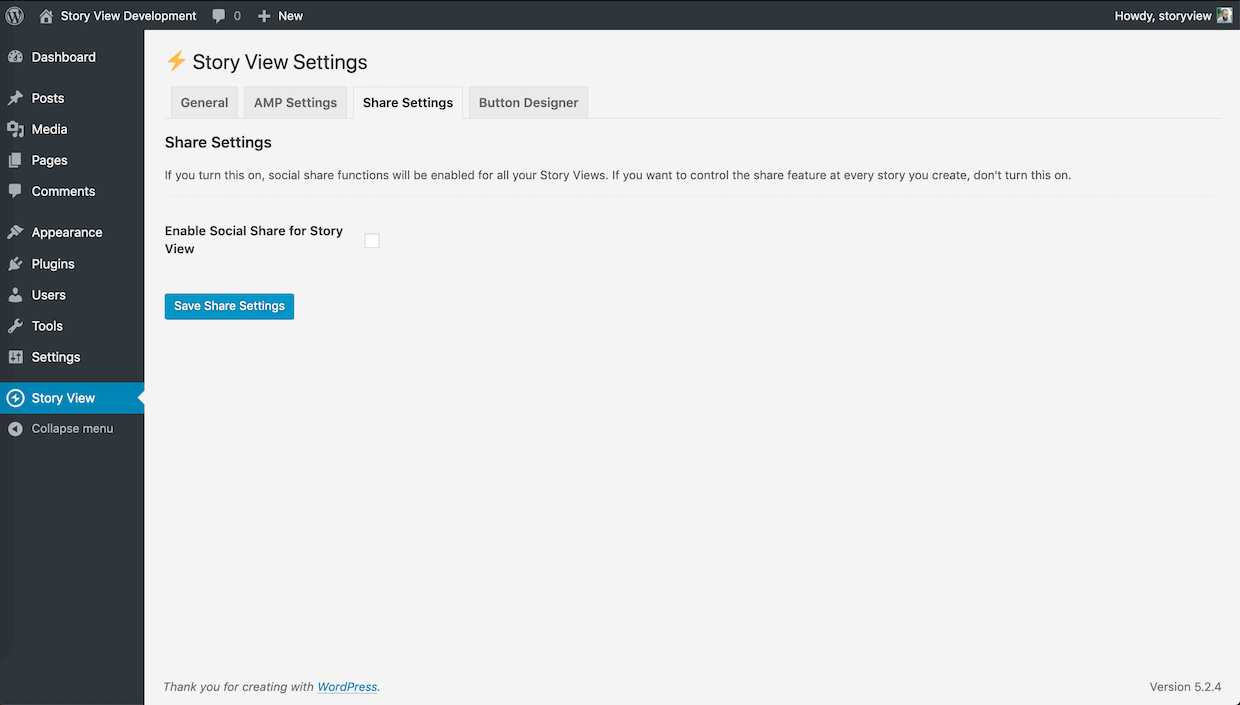 Story View Development 0 New Howdy, storyview
Dashboard
Posts
Media
Pages
Comments
Appearance
Plugins
Users
Tools
Settings
Story View
Collapse menu
Story View Settings
General AMP Settings Share Settings Button Designer
Share Settings
If you turn this on, social share functions will be enabled for all your Story Views. If you want to control the share feature at every story you create, don't turn this on.
Enable Social Share for Story
View
Save Share Settings
Thank you for creating with WordPress. Version 5.2.4